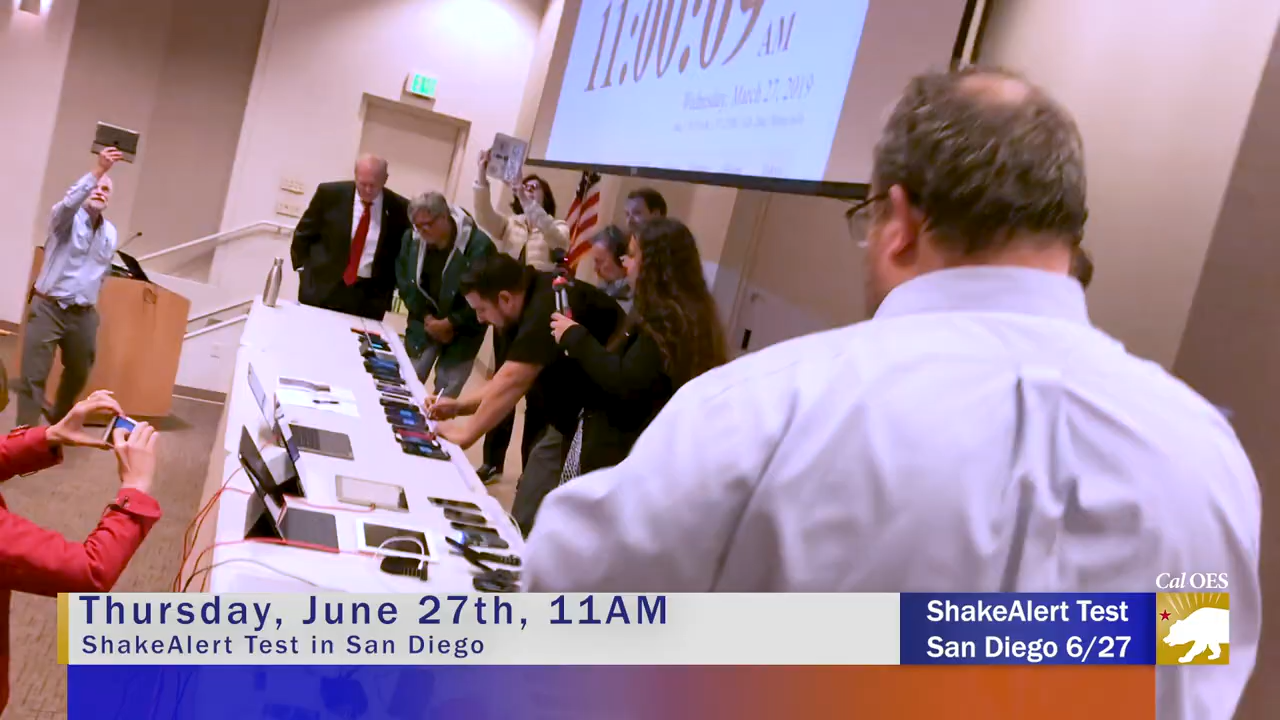 11:00:09 AM
Wednesday, March 27, 2019
EXIT
Cal OES
Thursday, June 27th, 11AM
ShakeAlert Test in San Diego
ShakeAlert Test
San Diego 6/27